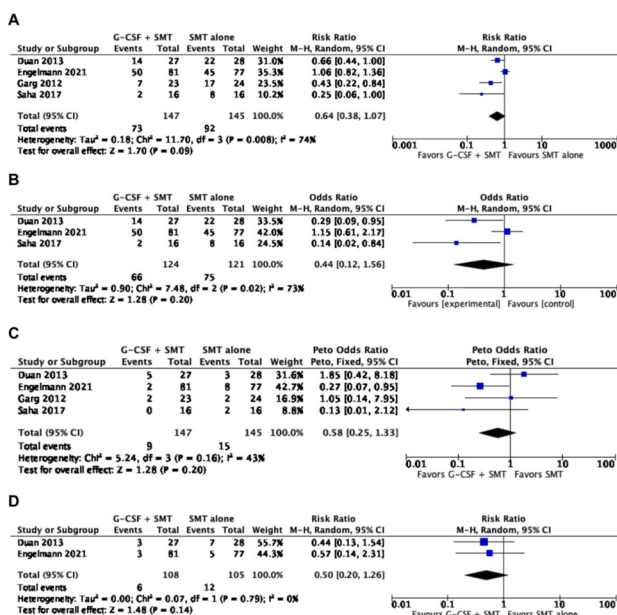 A
G-CSF + SMT SMT alone Risk Ratio Risk Ratio
Study or Subgroup Events Total Events Total Weight M-H, Random, 95% CI M-H, Random, 95% CI
Duan 2013 14 27 22 28 31.0% 0.66 [0.44, 1.00]
Engelmann 2021 50 81 45 77 35.3% 1.06 [0.82, 1.36]
Garg 2012 7 23 17 24 23.5% 0.43 [0.22, 0.84]
Saha 2017 2 16 8 16 10.2% 0.25 [0.06, 1.00]
Total (95% CI) 147 145 100.0% 0.64 [0.38, 1.07]
Total events 73 92
Heterogeneity: Tau² = 0.18; Chi² = 11.70, df = 3 (P = 0.008); I² = 74%
Test for overall effect: Z = 1.70 (P = 0.09)
0.001 0.1 1 10 1000
Favors G-CSF + SMT Favours SMT alone
B
G-CSF + SMT SMT alone Odds Ratio Odds Ratio
Study or Subgroup Events Total Events Total Weight M-H, Random, 95% CI M-H, Random, 95% CI
Duan 2013 14 27 22 28 33.5% 0.29 [0.09, 0.95]
Engelmann 2021 50 81 45 77 42.0% 1.15 [0.61, 2.17]
Saha 2017 2 16 8 16 24.5% 0.14 [0.02, 0.84]
Total (95% CI) 124 121 100.0% 0.44 [0.12, 1.56]
Total events 66 75
Heterogeneity: Tau² = 0.90; Chi² = 7.48, df = 2 (P = 0.02); I² = 73%
Test for overall effect: Z = 1.28 (P = 0.20)
0.01 0.1 1 10 100
Favours [experimental] Favours [control]
C
G-CSF + SMT SMT alone Peto Odds Ratio Peto Odds Ratio
Study or Subgroup Events Total Events Total Weight Peto, Fixed, 95% CI Peto, Fixed, 95% CI
Duan 2013 5 27 3 28 31.6% 1.85 [0.42, 8.18]
Engelmann 2021 2 81 8 77 42.7% 0.27 [0.07, 0.95]
Garg 2012 2 23 2 24 16.9% 1.05 [0.14, 7.95]
Saha 2017 0 16 2 16 8.8% 0.13 [0.01, 2.12]
Total (95% CI) 147 145 100.0% 0.58 [0.25, 1.33]
Total events 9 15
Heterogeneity: Chi² = 5.24, df = 3 (P = 0.16); I² = 43%
Test for overall effect: Z = 1.28 (P = 0.20)
0.01 0.1 1 10 100
Favors G-CSF + SMT Favors SMT
D
G-CSF + SMT SMT alone Risk Ratio Risk Ratio
Study or Subgroup Events Total Events Total Weight M-H, Random, 95% CI M-H, Random, 95% CI
Duan 2013 3 27 7 28 55.7% 0.44 [0.13, 1.54]
Engelmann 2021 3 81 5 77 44.3% 0.57 [0.14, 2.31]
Total (95% CI) 108 105 100.0% 0.50 [0.20, 1.26]
Total events 6 12
Heterogeneity: Tau² = 0.00; Chi² = 0.07, df = 1 (P = 0.79); I² = 0%
Test for overall effect: Z = 1.48 (P = 0.14)
0.01 0.1 1 10 100
Favours G-CSF + SMT Favours SMT alone